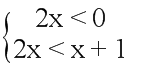 2x < 0
2x < x + 1